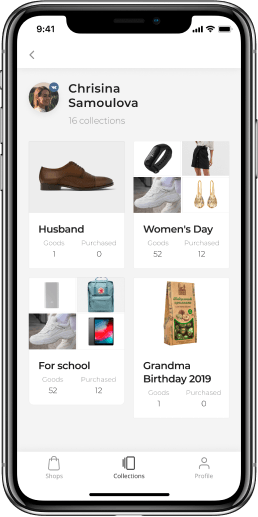 9:41
Chrisina
Samoulova
16 collections
Husband
Goods Purchased
1 0
Women's Day
Goods Purchased
52 12
For school
Goods Purchased
52 12
Grandma
Birthday 2019
Goods Purchased
1 0
Shops Collections Profile